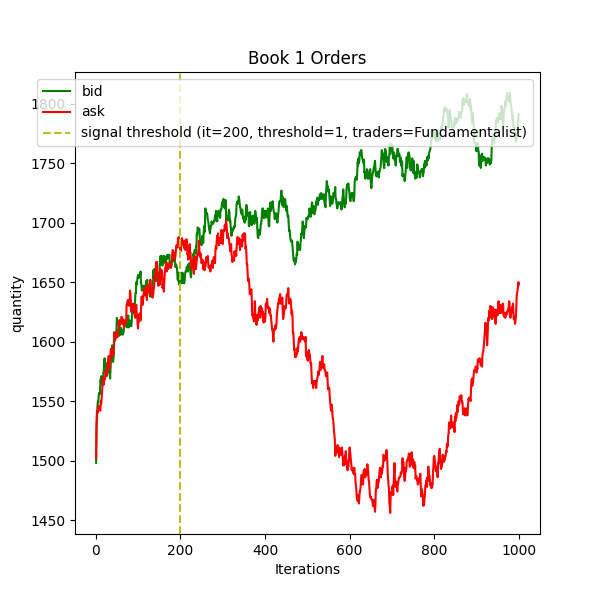 Book 1 Orders
bid
ask
signal threshold (it=200, threshold=1, traders=Fundamentalist)
quantity
1800
1750
1700
1650
1600
1550
1500
1450
0 200 400 600 800 1000
Iterations